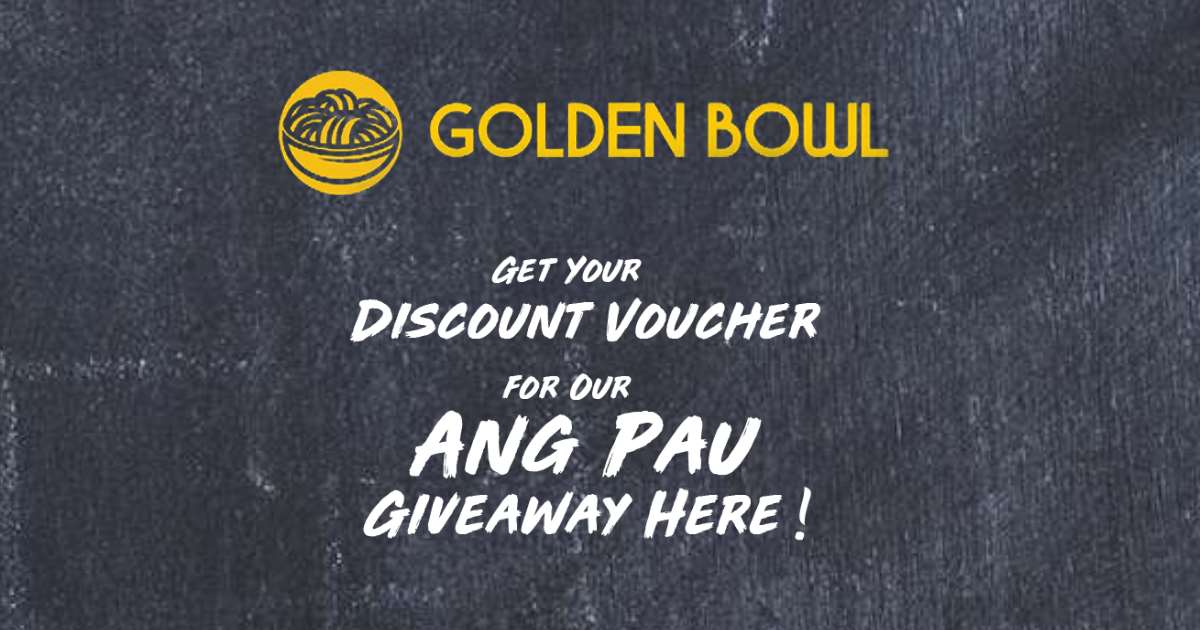 GOLDEN BOWL
GET YOUR
DISCOUNT VOUCHER
FOR OUR
ANG PAU
GIVEAWAY HERE!